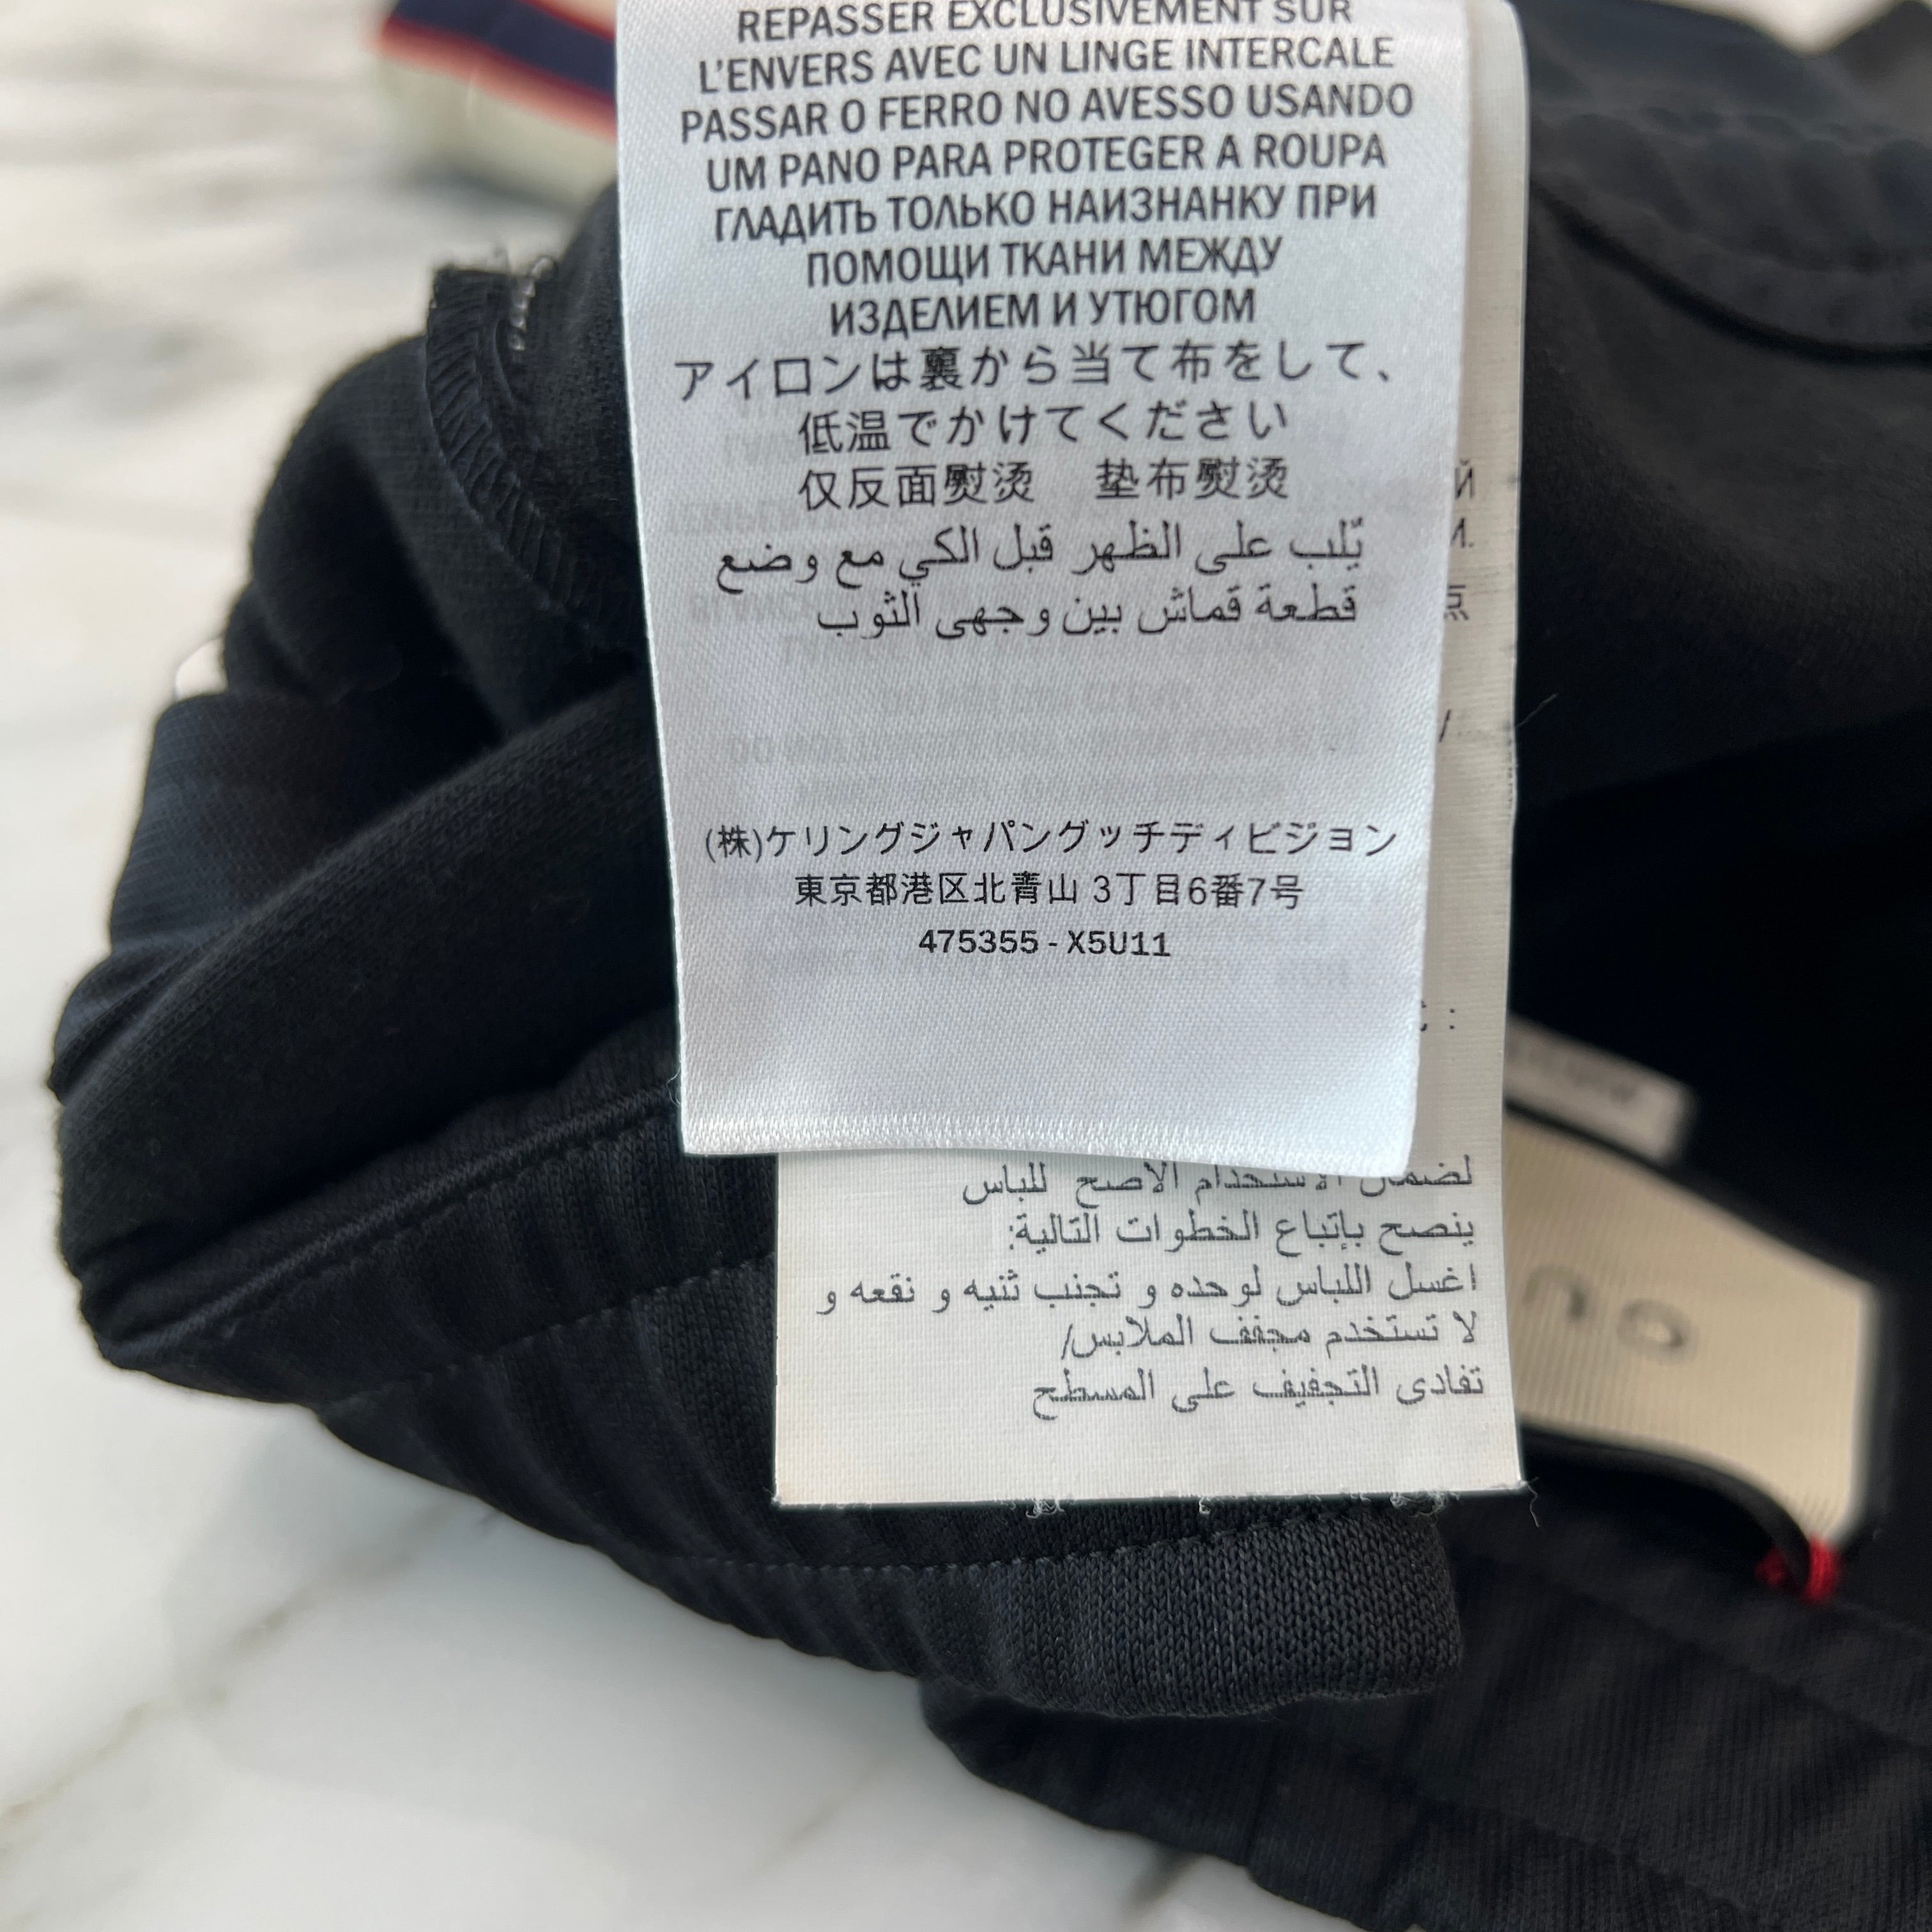 REPASSER EXCLUSIVEMENT SUR
L'ENVERS AVEC UN LINGE INTERCALE
PASSAR O FERRO NO AVESSO USANDO
UM PANO PARA PROTEGER A ROUPA
ГЛАДИТЬ ТОЛЬКО НАИЗНАНКУ ПРИ
ПОМОЩИ ТКАНИ МЕЖДУ
ИЗДЕЛИЕМ И УТЮГОМ
アイロンは裏から当て布をして、
低温でかけてください
仅反面熨烫 垫布熨烫
يّلب على الظهر قبل الكي مع وضع
قطعة قماش بين وجهى الثوب
(株)ケリングジャパングッチディビジョン
東京都港区北青山 3丁目6番7号
475355 - X5U11
й
и.
点
/
:
لضمان الاستخدام الاصح للباس
ينصح بإتباع الخطوات التالية:
اغسل اللباس لوحده و تجنب ثنيه و نقعه و
لا تستخدم مجفف الملابس/
تفادى التجفيف على المسطح